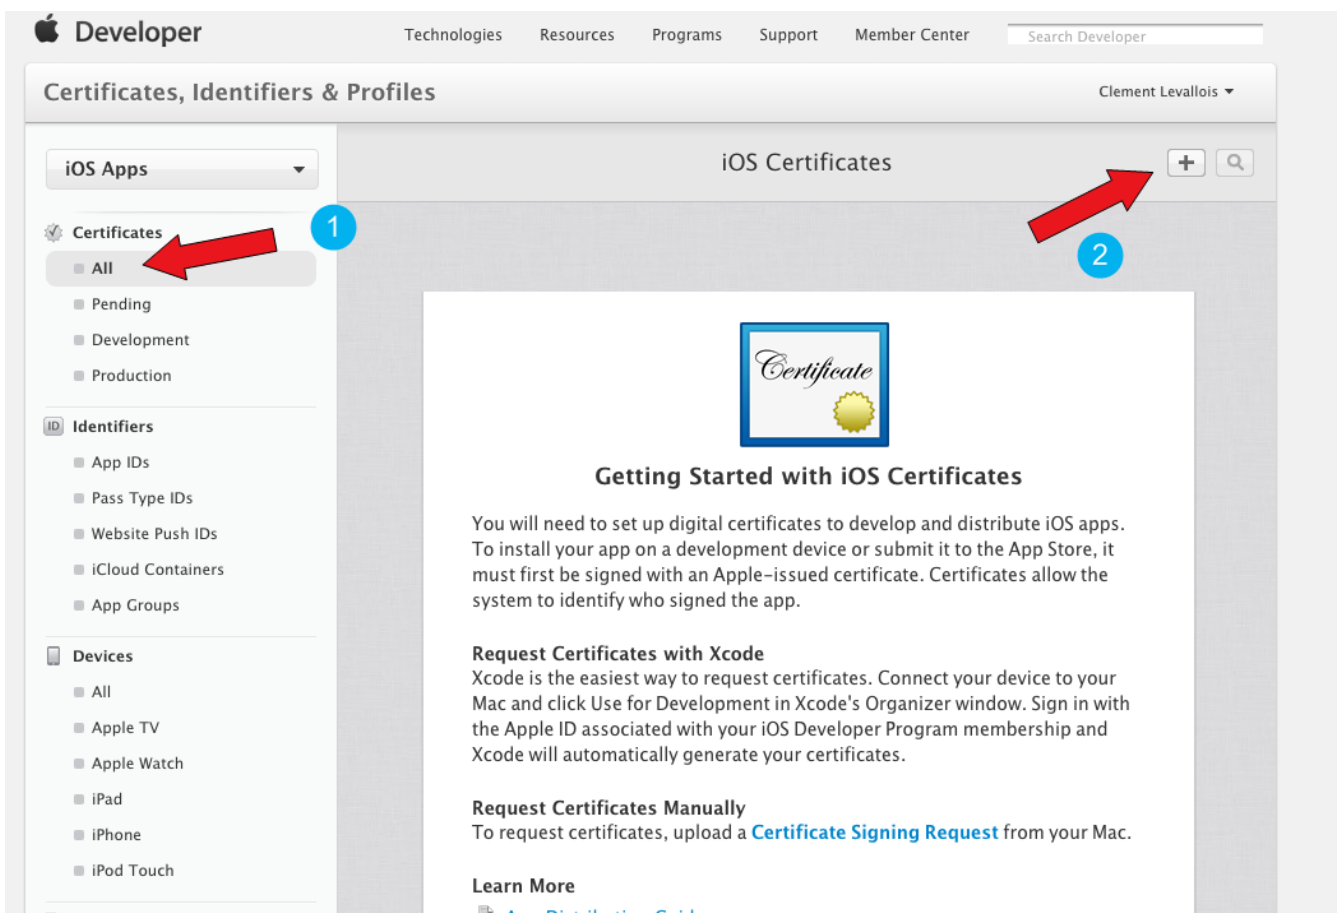 Developer
Technologies Resources Programs Support Member Center Search Developer
Certificates, Identifiers & Profiles
Clement Levallois
iOS Apps
iOS Certificates
1
2
Certificates
All
Pending
Development
Production
ID Identifiers
App IDs
Pass Type IDs
Website Push IDs
iCloud Containers
App Groups
Devices
All
Apple TV
Apple Watch
iPad
iPhone
iPod Touch
Certificate
Getting Started with iOS Certificates
You will need to set up digital certificates to develop and distribute iOS apps.
To install your app on a development device or submit it to the App Store, it
must first be signed with an Apple-issued certificate. Certificates allow the
system to identify who signed the app.
Request Certificates with Xcode
Xcode is the easiest way to request certificates. Connect your device to your
Mac and click Use for Development in Xcode's Organizer window. Sign in with
the Apple ID associated with your iOS Developer Program membership and
Xcode will automatically generate your certificates.
Request Certificates Manually
To request certificates, upload a Certificate Signing Request from your Mac.
Learn More
App Distribution Guide